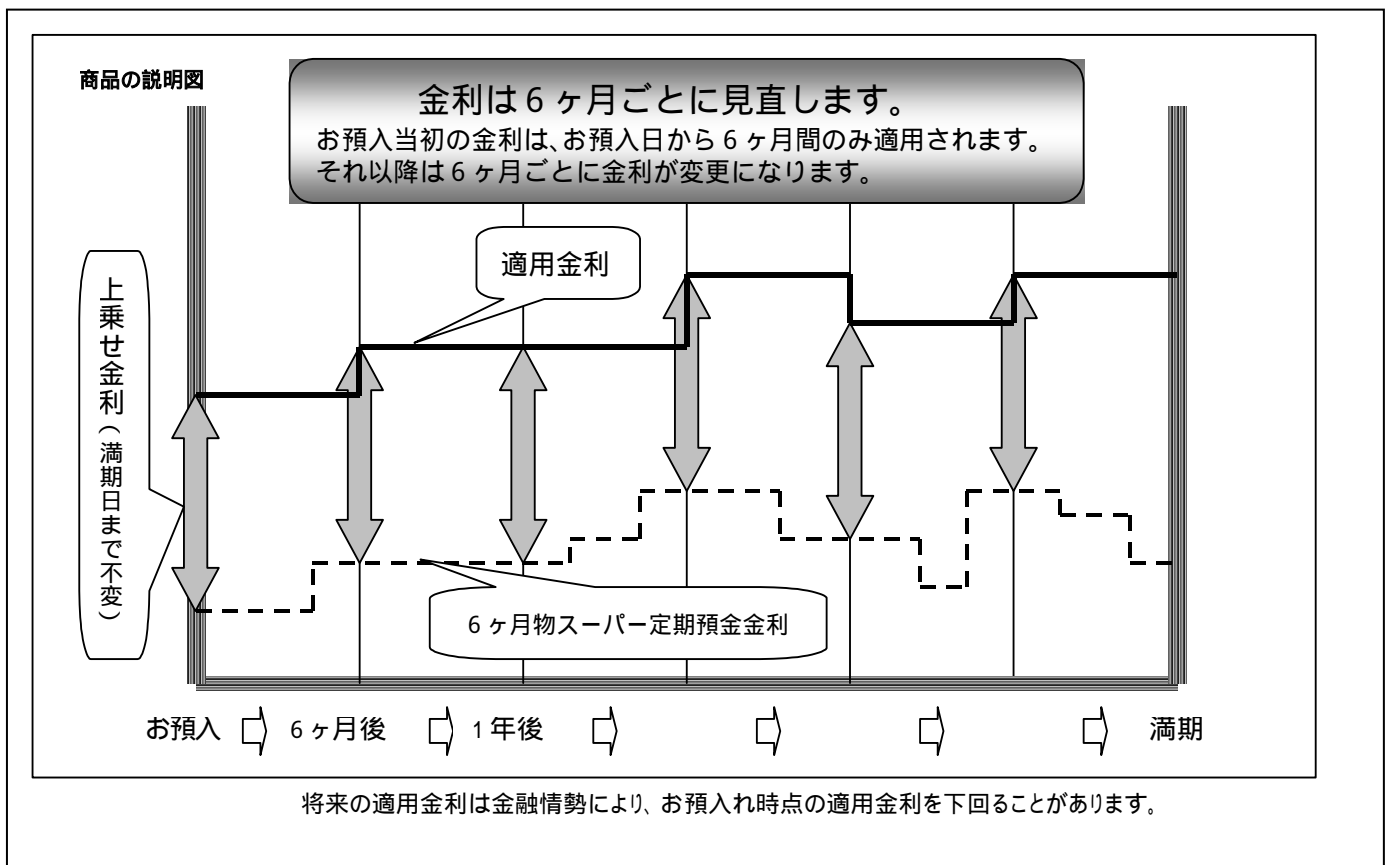 商品の説明図
金利は6ヶ月ごとに見直します。
お預入当初の金利は、お預入日から6ヶ月間のみ適用されます。
それ以降は6ヶ月ごとに金利が変更になります。
適用金利
上乗せ金利(満期日まで不変)
6ヶ月物スーパー定期預金金利
お預入 ⇨ 6ヶ月後 ⇨ 1年後 ⇨ ⇨ ⇨ ⇨ 満期
将来の適用金利は金融情勢により、お預入れ時点の適用金利を下回ることがあります。